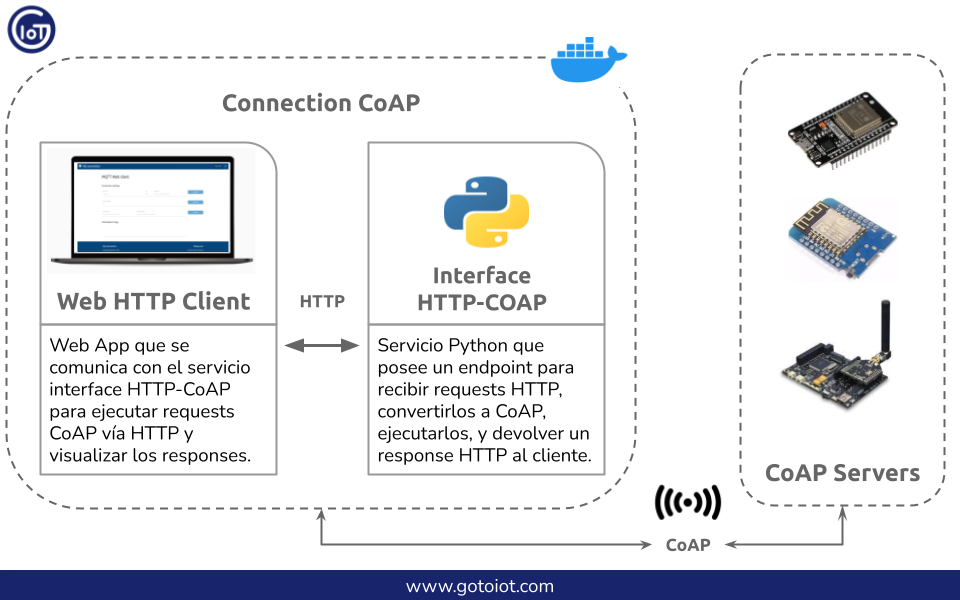 GIoT
Connection CoAP
Web HTTP Client
HTTP
Interface
HTTP-COAP
Web App que se
comunica con el servicio
interface HTTP-CoAP
para ejecutar requests
CoAP vía HTTP y
visualizar los responses.
Servicio Python que
posee un endpoint para
recibir requests HTTP,
convertirlos a CoAP,
ejecutarlos, y devolver un
response HTTP al cliente.
CoAP Servers
CoAP
www.gotoiot.com